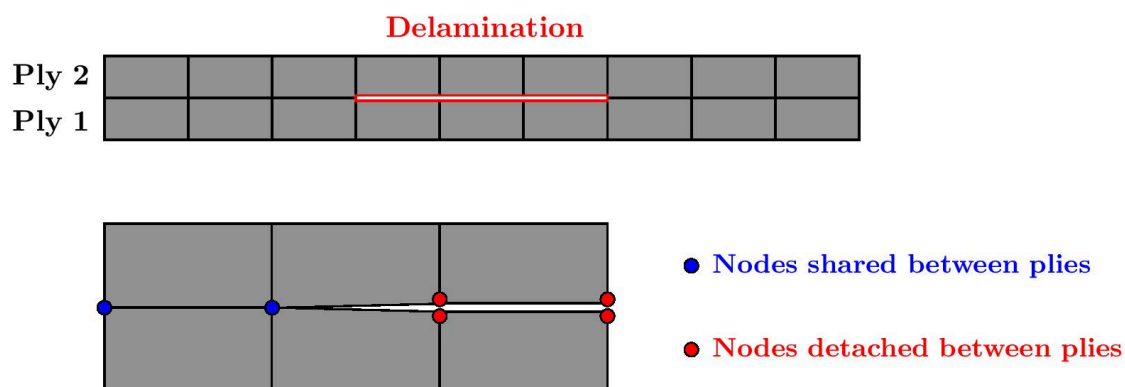 Delamination
Ply 2
Ply 1
Nodes shared between plies
Nodes detached between plies